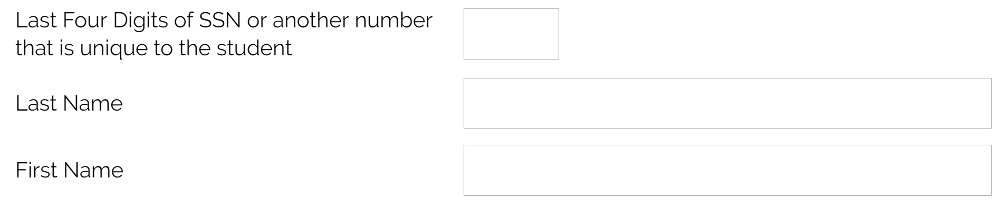 Last Four Digits of SSN or another number
that is unique to the student
Last Name
First Name